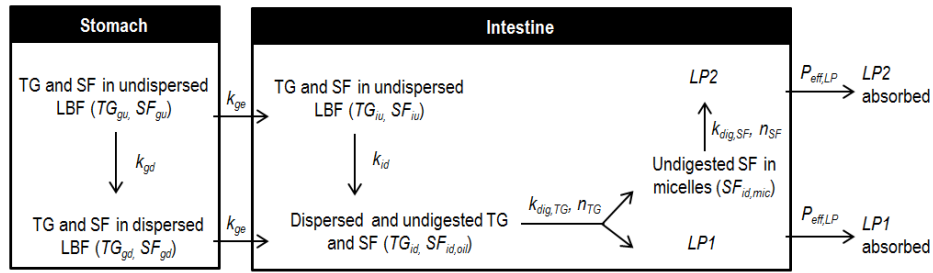 Stomach
TG and SF in undispersed
LBF (TGgu, SFgu)
kgd
TG and SF in dispersed
LBF (TGgd, SFgd)
kge
kge
Intestine
TG and SF in undispersed
LBF (TGiu, SFiu)
kid
Dispersed and undigested TG
and SF (TGid, SFid,oil)
kdig,TG, nTG
LP2
kdig,SF, nSF
Undigested SF in
micelles (SFid,mic)
LP1
Peff,LP
LP2
absorbed
Peff,LP
LP1
absorbed